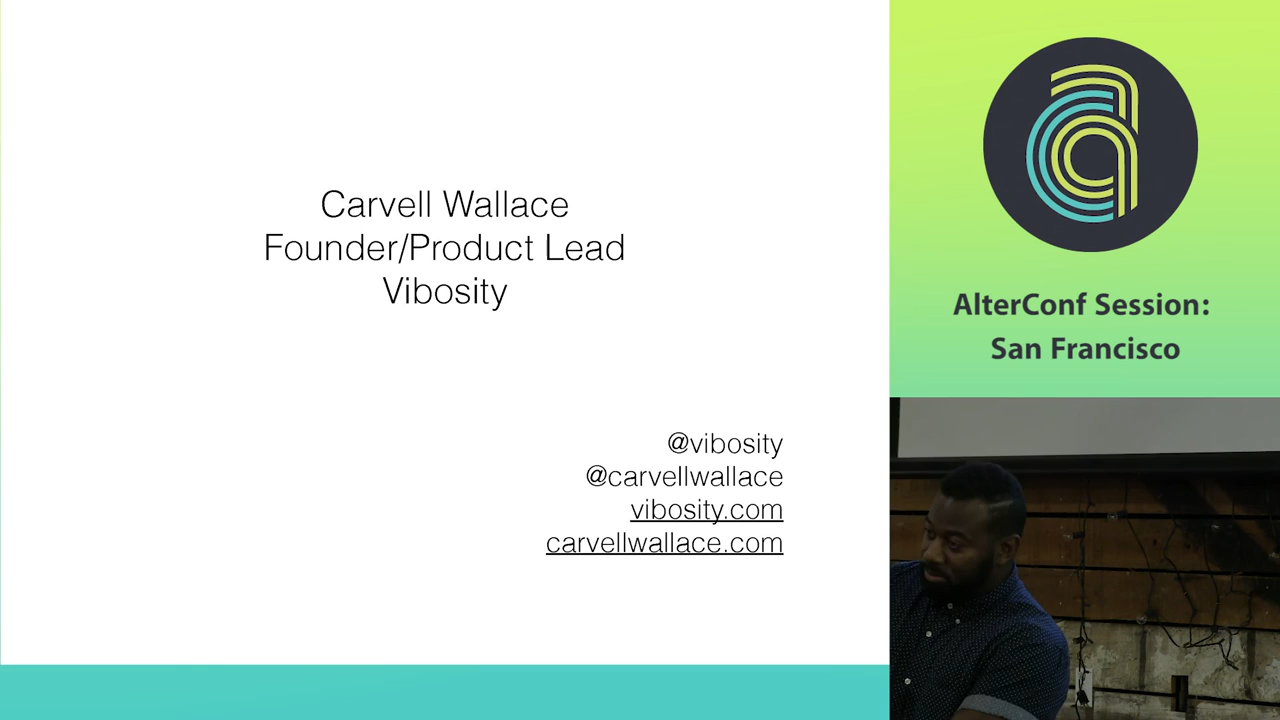 Carvell Wallace
Founder/Product Lead
Vibosity
@vibosity
@carvellwallace
vibosity.com
carvellwallace.com
AlterConf Session:
San Francisco